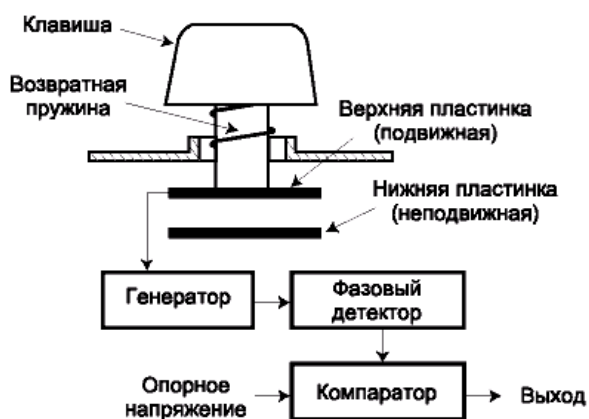 Клавиша
Возвратная
пружина
Верхняя пластинка
(подвижная)
Нижняя пластинка
(неподвижная)
Генератор
Фазовый
детектор
Опорное
напряжение
Компаратор
Выход